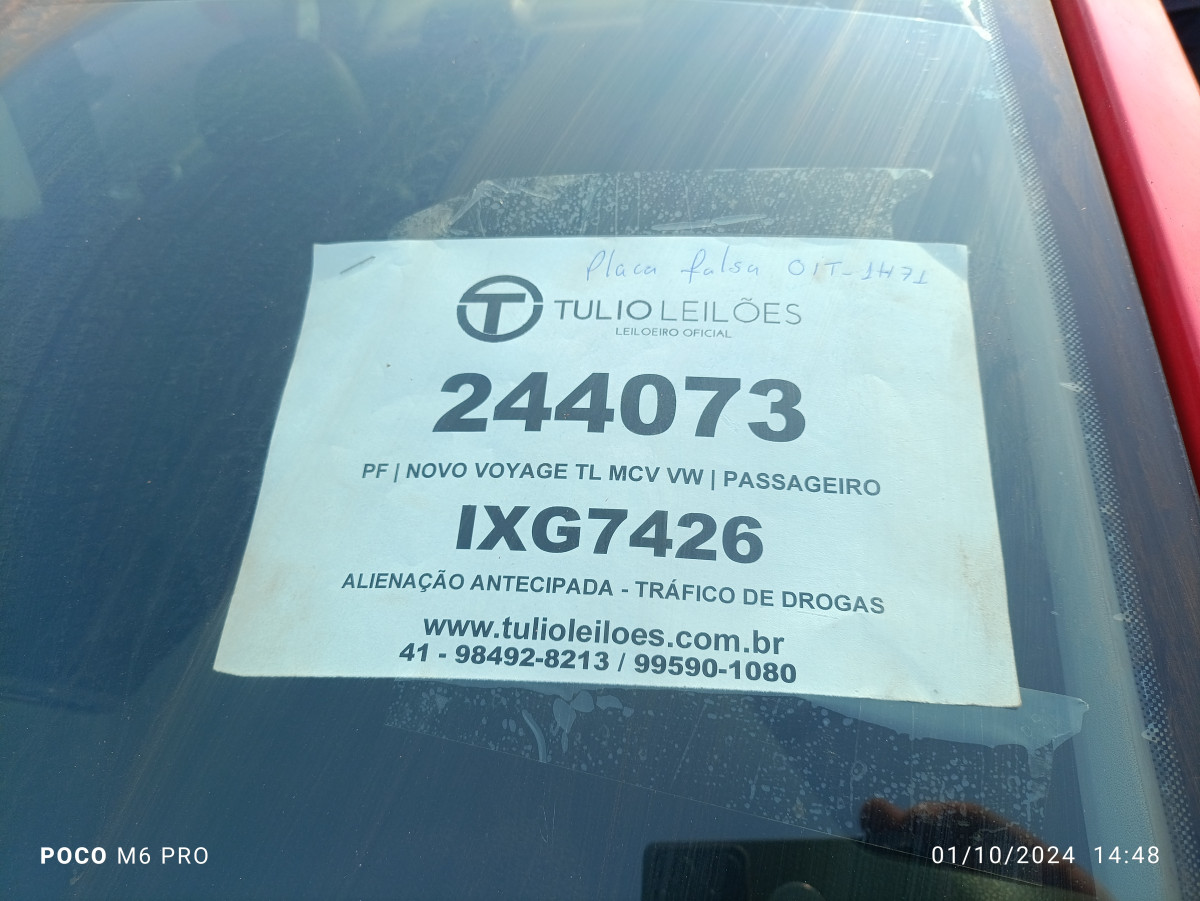 Placa falsa OIT-1H71
TULIO LEILÕES
LEILOEIRO OFICIAL
244073
PF | NOVO VOYAGE TL MCV VW | PASSAGEIRO
IXG7426
ALIENAÇÃO ANTECIPADA - TRÁFICO DE DROGAS
www.tulioleiloes.com.br
41 - 98492-8213 / 99590-1080
POCO M6 PRO
01/10/2024 14:48